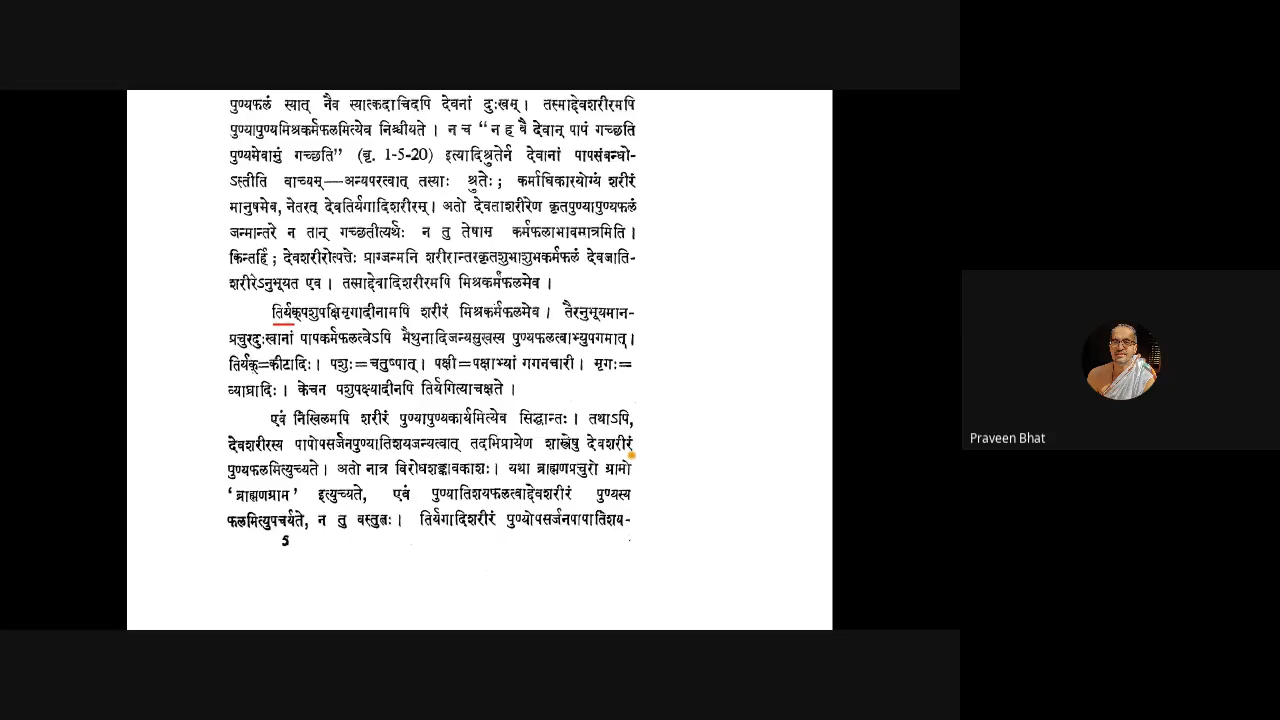 पुण्यफलं स्यात् नैव स्यात्कदाचिदपि देवनां दुःखम् । तस्माद्देवशरीरमपि
पुण्यापुण्यमिश्रकर्मफलमित्येव निश्चीयते । न च “न ह वै देवान् पापं गच्छति
पुण्यमेवामुं गच्छति” (बृ. 1-5-20) इत्यादिश्रुतेर्न देवानां पापसंबन्धो-
ऽस्तीति वाच्यम्—अन्यपरत्वात् तस्याः श्रुतेः ; कर्माधिकारयोग्यं शरीरं
मानुषमेव, नेतरत् देवतिर्यगादिशरीरम् । अतो देवताशरीरेण कृतपुण्यापुण्यफलं
जन्मान्तरे न तान् गच्छतीत्यर्थः न तु तेषाम् कर्मफलाभावमात्रमिति ।
किन्तर्हि ; देवशरीरोत्पत्तेः प्राग्जन्मनि शरीरान्तरकृतशुभाशुभकर्मफलं देवजाति-
शरीरेऽनुभूयत एव । तस्माद्देवादिशरीरमपि मिश्रकर्मफलमेव ।
तिर्यक्पशुपक्षिमृगादीनामपि शरीरं मिश्रकर्मफलमेव । तैरनुभूयमान-
प्रचुरदुःखानां पापकर्मफलत्वेऽपि मैथुनादिजन्यसुखस्य पुण्यफलत्वाभ्युपगमात् ।
तिर्यक्=कीटादिः । पशुः=चतुष्पात् । पक्षी=पक्षाभ्यां गगनचारी । मृगः=
व्याघ्रादिः । केचन पशुपक्ष्यादीनपि तिर्यगित्याचक्षते ।
एवं निखिलमपि शरीरं पुण्यापुण्यकार्यमित्येव सिद्धान्तः । तथाऽपि,
देवशरीरस्य पापोपसर्जनपुण्यातिशयजन्यत्वात् तदभिप्रायेण शास्त्रेषु देवशरीरं
पुण्यफलमित्युच्यते । अतो नात्र विरोधशङ्कावकाशः । यथा ब्राह्मणप्रचुरो ग्रामो
‘ब्राह्मणग्राम’ इत्युच्यते, एवं पुण्यातिशयफलत्वाद्देवशरीरं पुण्यस्य
फलमित्युपचर्यते, न तु वस्तुतः । तिर्यगादिशरीरं पुण्योपसर्जनपापातिशय-
5
Praveen Bhat